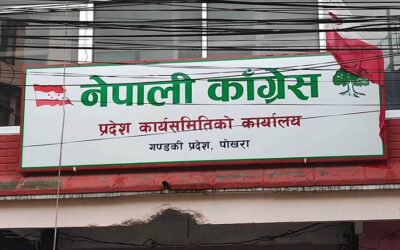 नेपाली काँग्रेस
प्रदेश कार्यसमितिको कार्यालय
गण्डकी प्रदेश, पोखरा